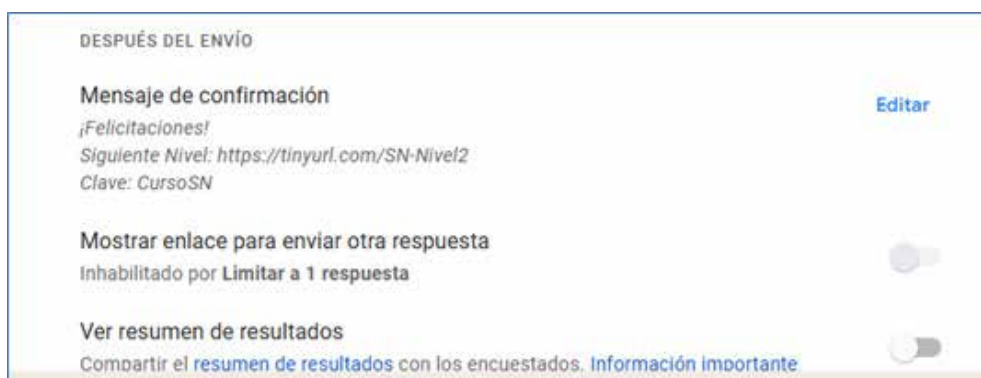 DESPUÉS DEL ENVÍO
Mensaje de confirmación
Editar
¡Felicitaciones!
Siguiente Nivel: https://tinyurl.com/SN-Nivel2
Clave: CursoSN
Mostrar enlace para enviar otra respuesta
Inhabilitado por Limitar a 1 respuesta
Ver resumen de resultados
Compartir el resumen de resultados con los encuestados. Información importante